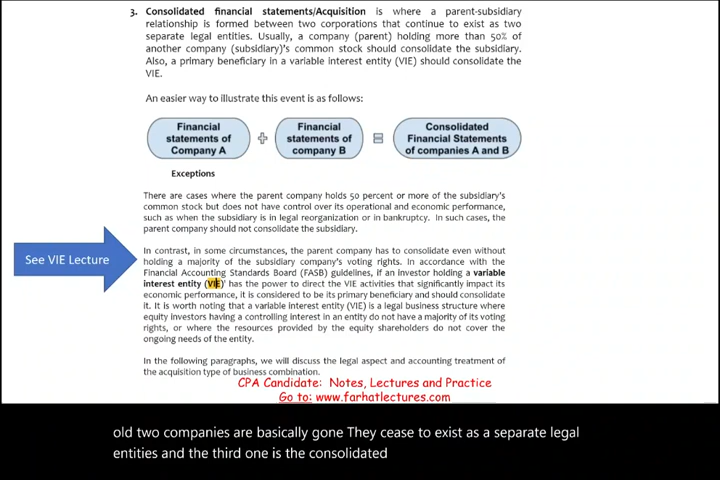 3. Consolidated financial statements/Acquisition is where a parent-subsidiary
relationship is formed between two corporations that continue to exist as two
separate legal entities. Usually, a company (parent) holding more than 50% of
another company (subsidiary)'s common stock should consolidate the subsidiary.
Also, a primary beneficiary in a variable interest entity (VIE) should consolidate the
VIE.
An easier way to illustrate this event is as follows:
Financial
statements of
Company A
Financial
statements of
company B
Consolidated
Financial Statements
of companies A and B
Exceptions
There are cases where the parent company holds 50 percent or more of the subsidiary's
common stock but does not have control over its operational and economic performance,
such as when the subsidiary is in legal reorganization or in bankruptcy. In such cases, the
parent company should not consolidate the subsidiary.
See VIE Lecture
In contrast, in some circumstances, the parent company has to consolidate even without
holding a majority of the subsidiary company's voting rights. In accordance with the
Financial Accounting Standards Board (FASB) guidelines, if an investor holding a variable
interest entity (VIE)¹ has the power to direct the VIE activities that significantly impact its
economic performance, it is considered to be its primary beneficiary and should consolidate
it. It is worth noting that a variable interest entity (VIE) is a legal business structure where
equity investors having a controlling interest in an entity do not have a majority of its voting
rights, or where the resources provided by the equity shareholders do not cover the
ongoing needs of the entity.
In the following paragraphs, we will discuss the legal aspect and accounting treatment of
the acquisition type of business combination.
CPA Candidate: Notes, Lectures and Practice
Go to: www.farhatlectures.com
old two companies are basically gone They cease to exist as a separate legal
entities and the third one is the consolidated